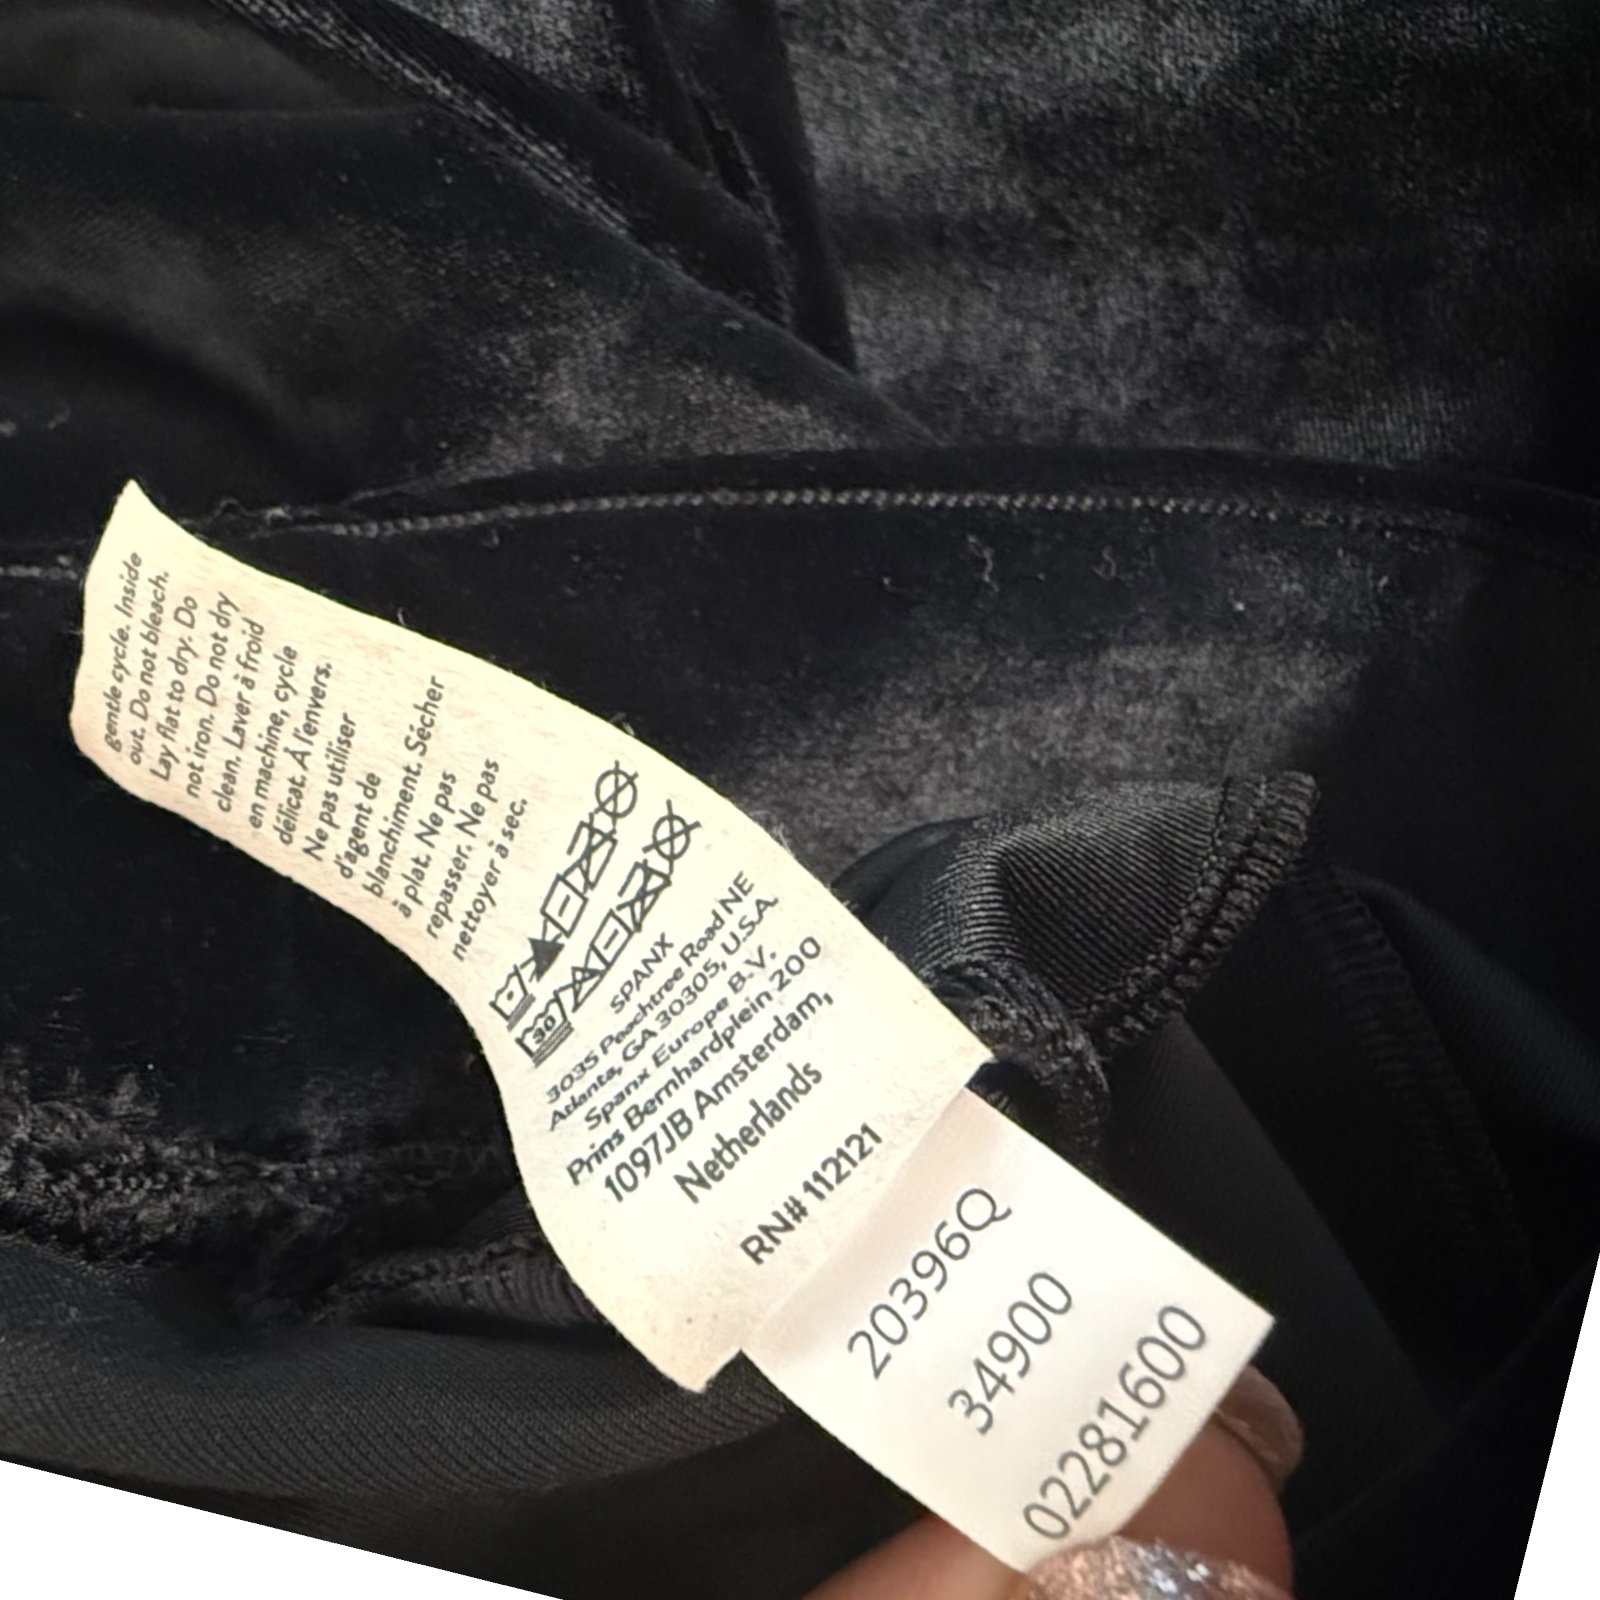 gentle cycle. Inside
out. Do not bleach.
Lay flat to dry. Do
not iron. Do not dry
clean. Laver à froid
en machine, cycle
délicat. À l'envers.
Ne pas utiliser
d'agent de
blanchiment. Sécher
à plat. Ne pas
repasser. Ne pas
nettoyer à sec.
30
SPANX
3035 Peachtree Road NE
Atlanta, GA 30305, U.S.A.
Spanx Europe B.V.
Prins Bernhardplein 200
1097JB Amsterdam,
Netherlands
RN# 112121
20396Q
34900
02281600